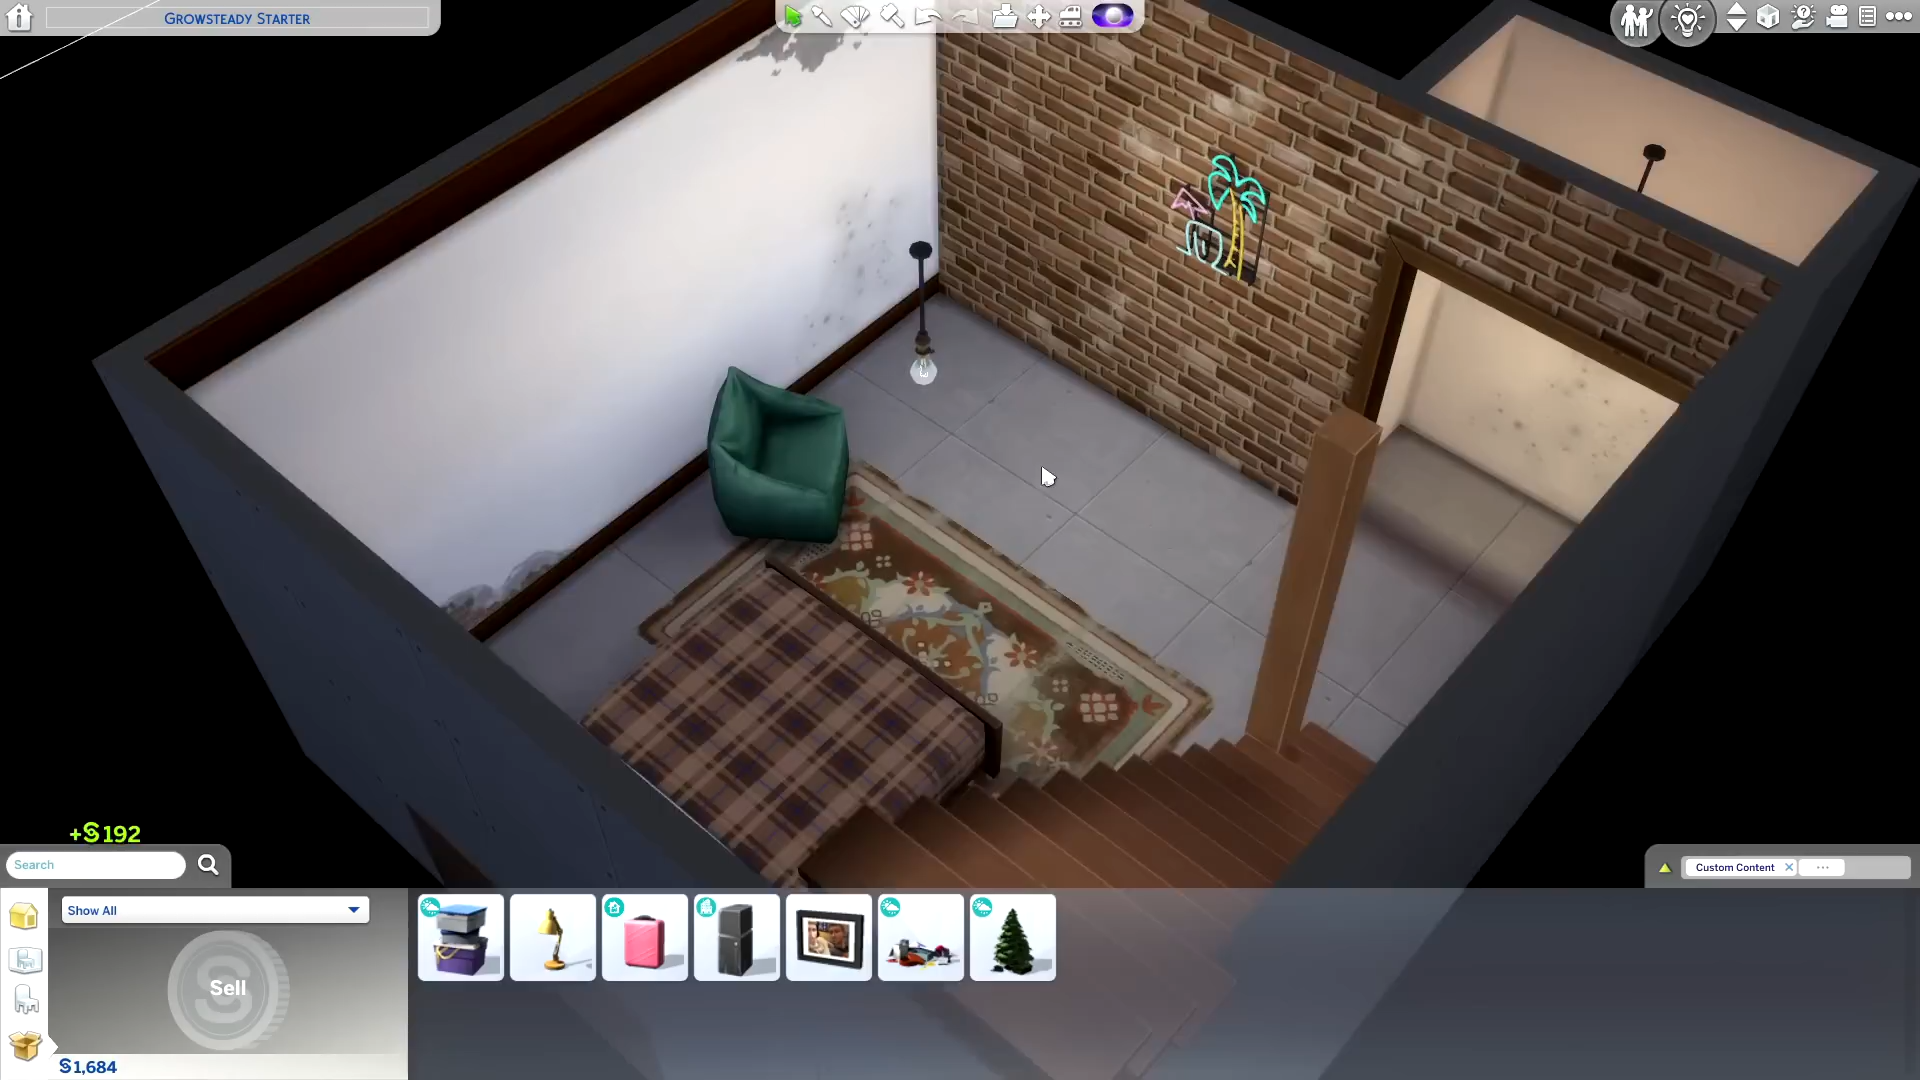 GROWSTEADY STARTER
+§192
Search
Custom Content
Show All
Sell
§1,684